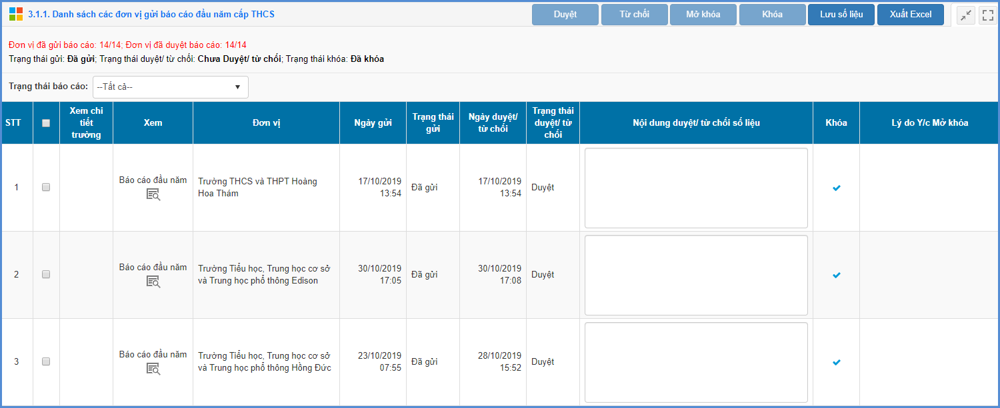 3.1.1. Danh sách các đơn vị gửi báo cáo đầu năm cấp THCS
Duyệt
Từ chối
Mở khóa
Khóa
Lưu số liệu
Xuất Excel
Đơn vị đã gửi báo cáo: 14/14; Đơn vị đã duyệt báo cáo: 14/14
Trạng thái gửi: Đã gửi; Trạng thái duyệt/ từ chối: Chưa Duyệt/ từ chối; Trạng thái khóa: Đã khóa
Trạng thái báo cáo: --Tất cả--
STT
Xem chi
tiết
trường
Xem
Đơn vị
Ngày gửi
Trạng thái
gửi
Ngày duyệt/
từ chối
Trạng thái
duyệt/ từ
chối
Nội dung duyệt/ từ chối số liệu
Khóa
Lý do Y/c Mở khóa
1
Báo cáo đầu năm
Trường THCS và THPT Hoàng
Hoa Thám
17/10/2019
13:54
Đã gửi
17/10/2019
13:54
Duyệt
2
Báo cáo đầu năm
Trường Tiểu học, Trung học cơ sở
và Trung học phổ thông Edison
30/10/2019
17:05
Đã gửi
30/10/2019
17:08
Duyệt
3
Báo cáo đầu năm
Trường Tiểu học, Trung học cơ sở
và Trung học phổ thông Hồng Đức
23/10/2019
07:55
Đã gửi
28/10/2019
15:52
Duyệt